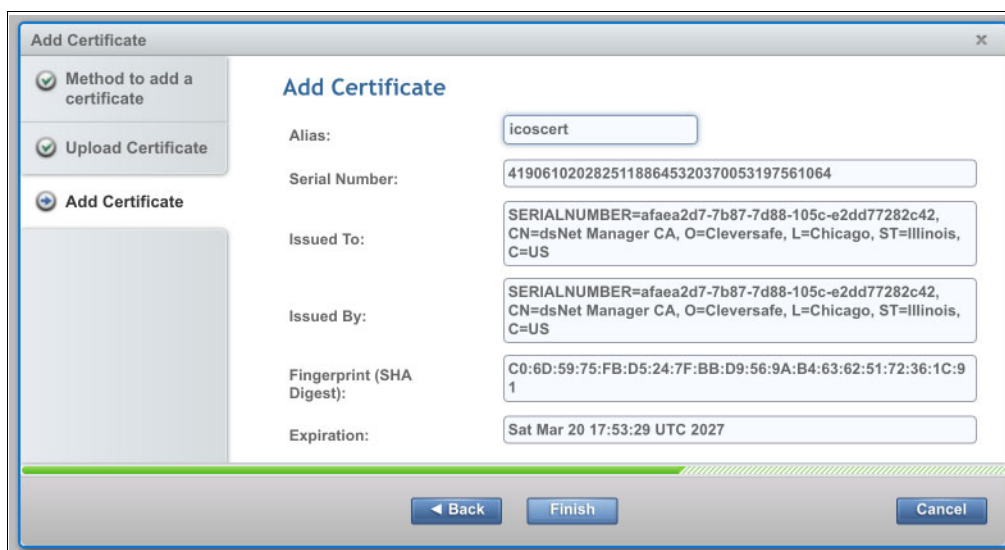 Add Certificate
x
Method to add a
certificate
Upload Certificate
Add Certificate
Add Certificate
Alias:
icoscert
Serial Number:
419061020282511886453203700531975610​64
Issued To:
SERIALNUMBER=afaea2d7-7b87-7d88-105c-e2dd77282c42,
CN=dsNet Manager CA, O=Cleversafe, L=Chicago, ST=Illinois,
C=US
Issued By:
SERIALNUMBER=afaea2d7-7b87-7d88-105c-e2dd77282c42,
CN=dsNet Manager CA, O=Cleversafe, L=Chicago, ST=Illinois,
C=US
Fingerprint (SHA
Digest):
C0:6D:59:75:FB:D5:24:7F:BB:D9:56:9A:B4:63:62:51:72:36:1C:9
1
Expiration:
Sat Mar 20 17:53:29 UTC 2027
Back
Finish
Cancel